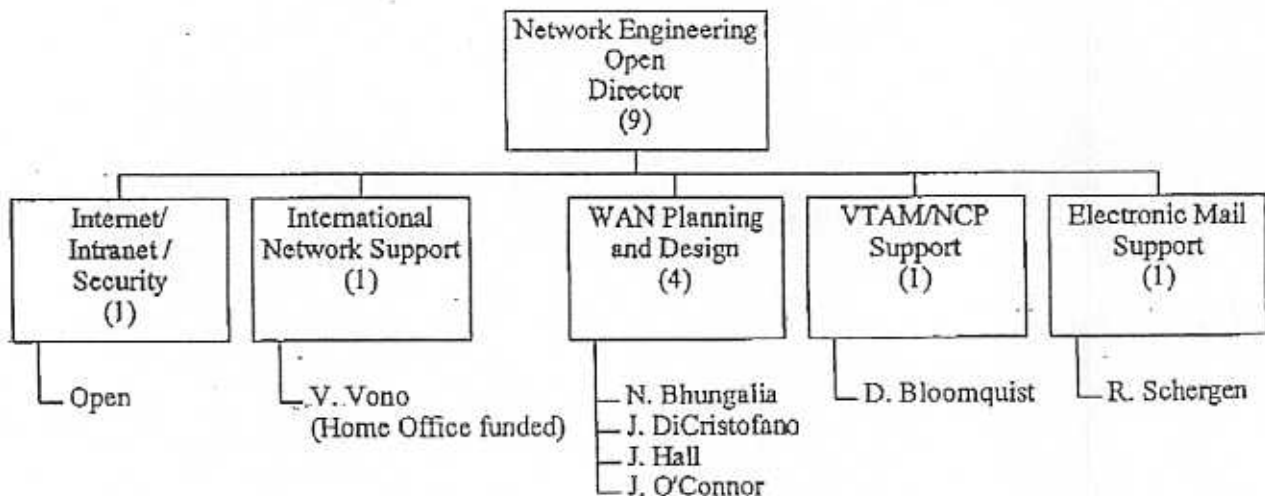 Network Engineering
Open
Director
(9)
Internet/
Intranet /
Security
(1)
International
Network Support
(1)
WAN Planning
and Design
(4)
VTAM/NCP
Support
(1)
Electronic Mail
Support
(1)
Open
V. Vono
(Home Office funded)
N. Bhungalia
J. DiCristofano
J. Hall
J. O'Connor
D. Bloomquist
R. Schergen